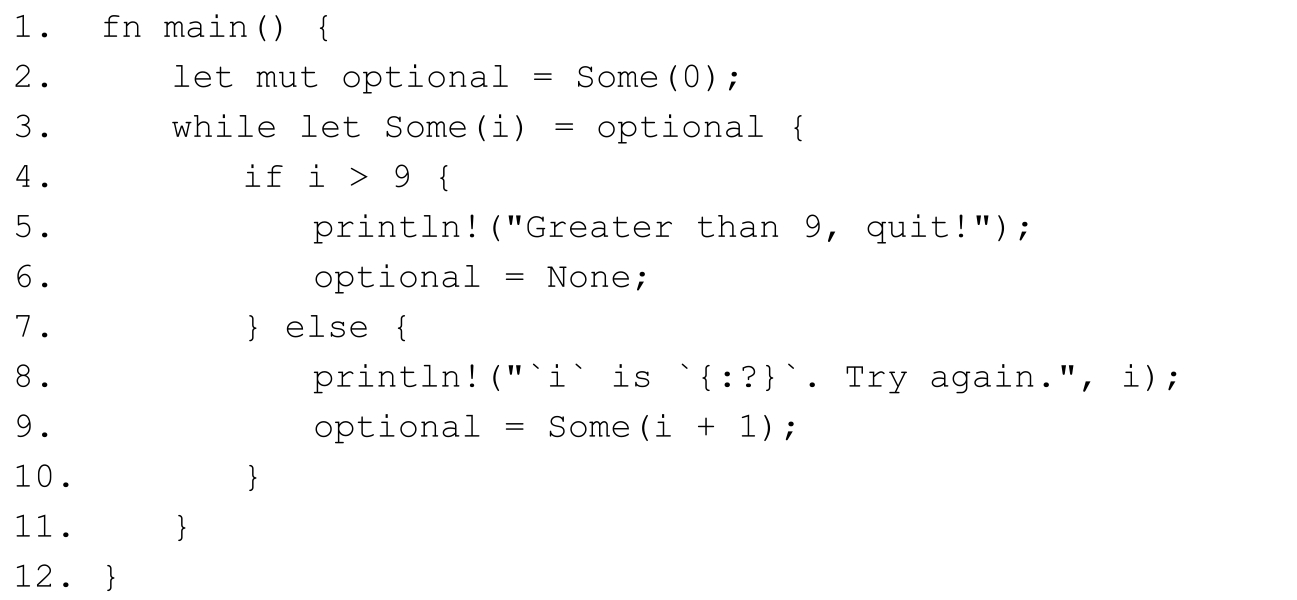 1. fn main() {
2.     let mut optional = Some(0);
3.     while let Some(i) = optional {
4.         if i > 9 {
5.             println!("Greater than 9, quit!");
6.             optional = None;
7.         } else {
8.             println!("`i` is `{:?}`. Try again.", i);
9.             optional = Some(i + 1);
10.         }
11.     }
12. }